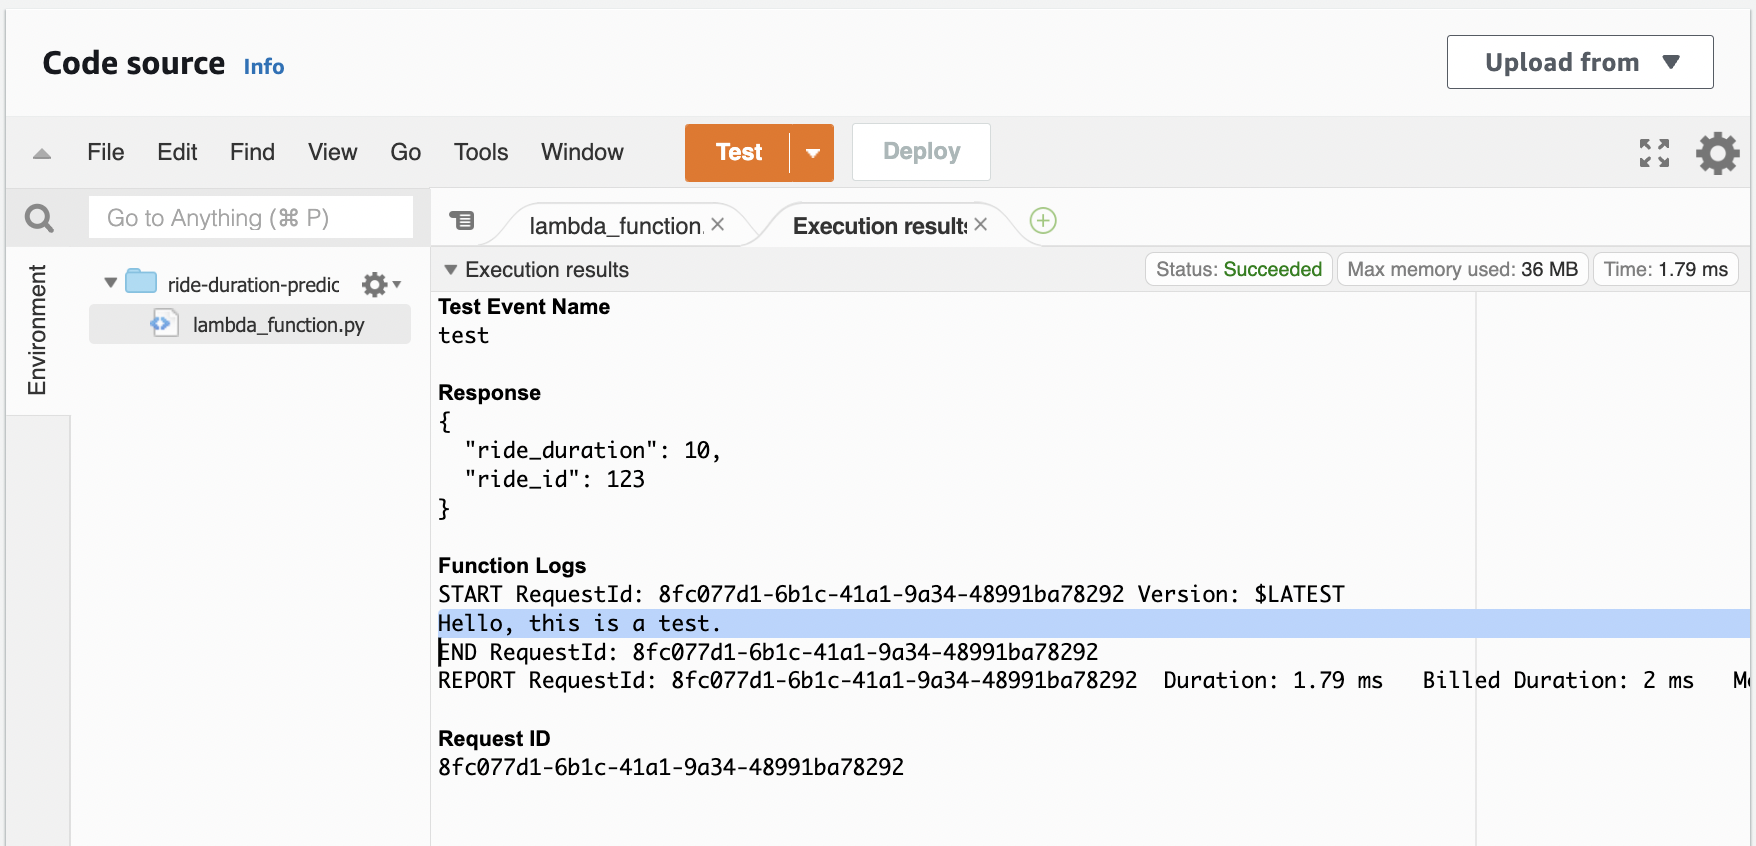 Code source Info
Upload from
File Edit Find View Go Tools Window Test Deploy
Go to Anything (⌘ P)
lambda_function. Execution results
Environment
ride-duration-predic
lambda_function.py
Execution results
Status: Succeeded Max memory used: 36 MB Time: 1.79 ms
Test Event Name
test
Response
{
"ride_duration": 10,
"ride_id": 123
}
Function Logs
START RequestId: 8fc077d1-6b1c-41a1-9a34-48991ba78292 Version: $LATEST
Hello, this is a test.
END RequestId: 8fc077d1-6b1c-41a1-9a34-48991ba78292
REPORT RequestId: 8fc077d1-6b1c-41a1-9a34-48991ba78292 Duration: 1.79 ms Billed Duration: 2 ms
Request ID
8fc077d1-6b1c-41a1-9a34-48991ba78292